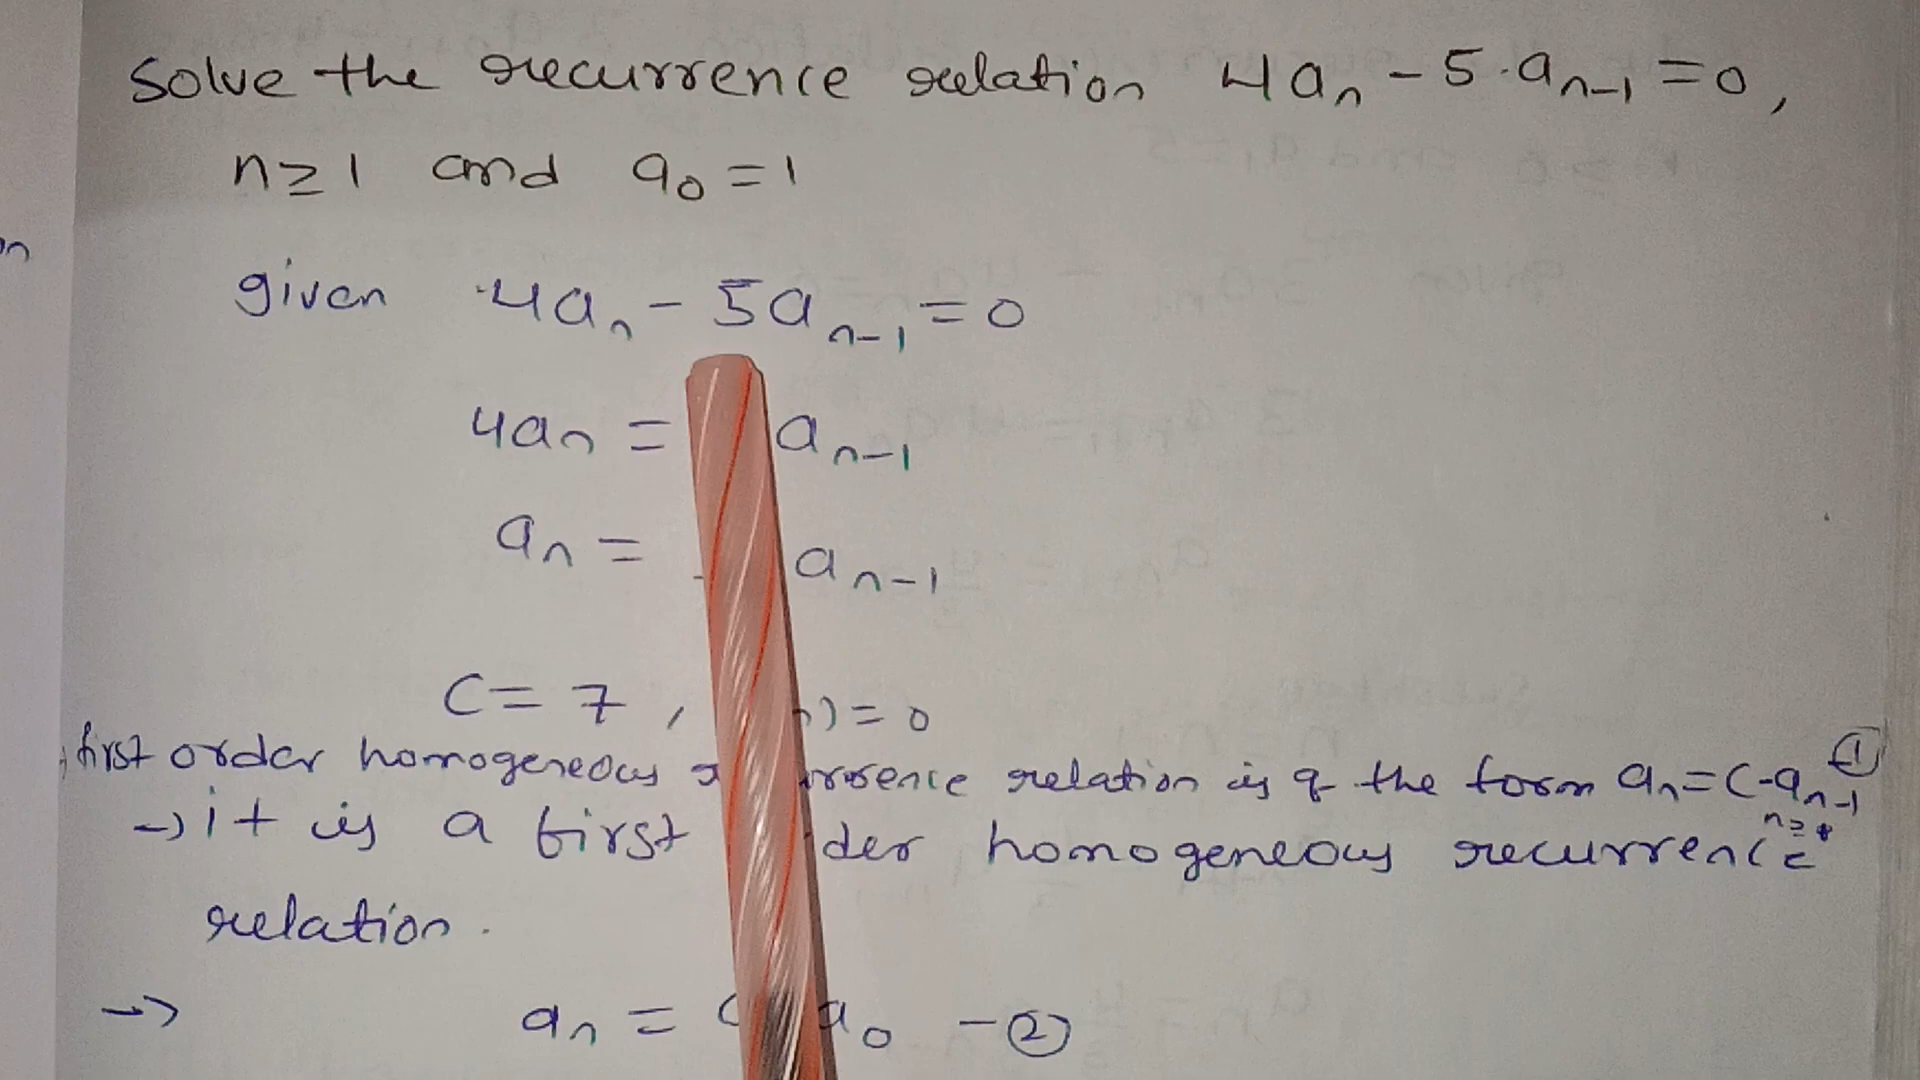 Solve the recurrence relation 4aₙ - 5·aₙ₋₁ = 0,
n ≥ 1 and a₀ = 1
on
given 4aₙ - 5aₙ₋₁ = 0
4aₙ = aₙ₋₁
aₙ = aₙ₋₁
C = 7, n) = 0
first order homogeneous relation is of the form aₙ = C·aₙ₋₁ ①
n ≥
→ it is a first der homogeneous recurrence
relation.
→ aₙ = C a₀ - ②